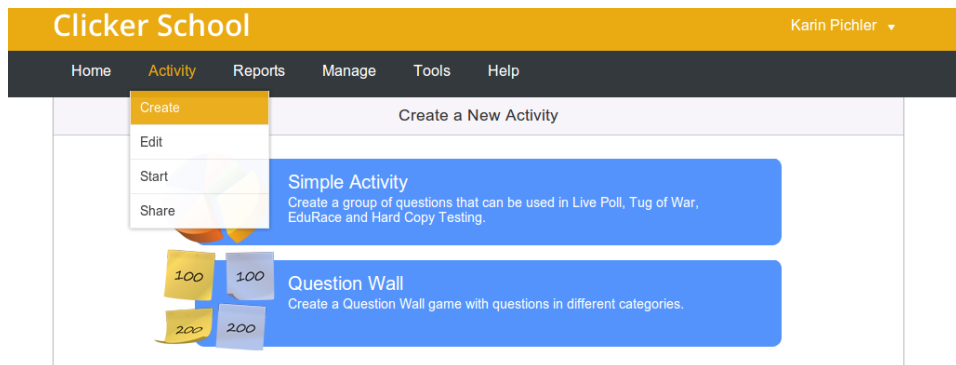 Clicker School
Karin Pichler
Home Activity Reports Manage Tools Help
Create
Edit
Start
Share
Create a New Activity
Simple Activity
Create a group of questions that can be used in Live Poll, Tug of War,
EduRace and Hard Copy Testing.
100 100
200 200
Question Wall
Create a Question Wall game with questions in different categories.